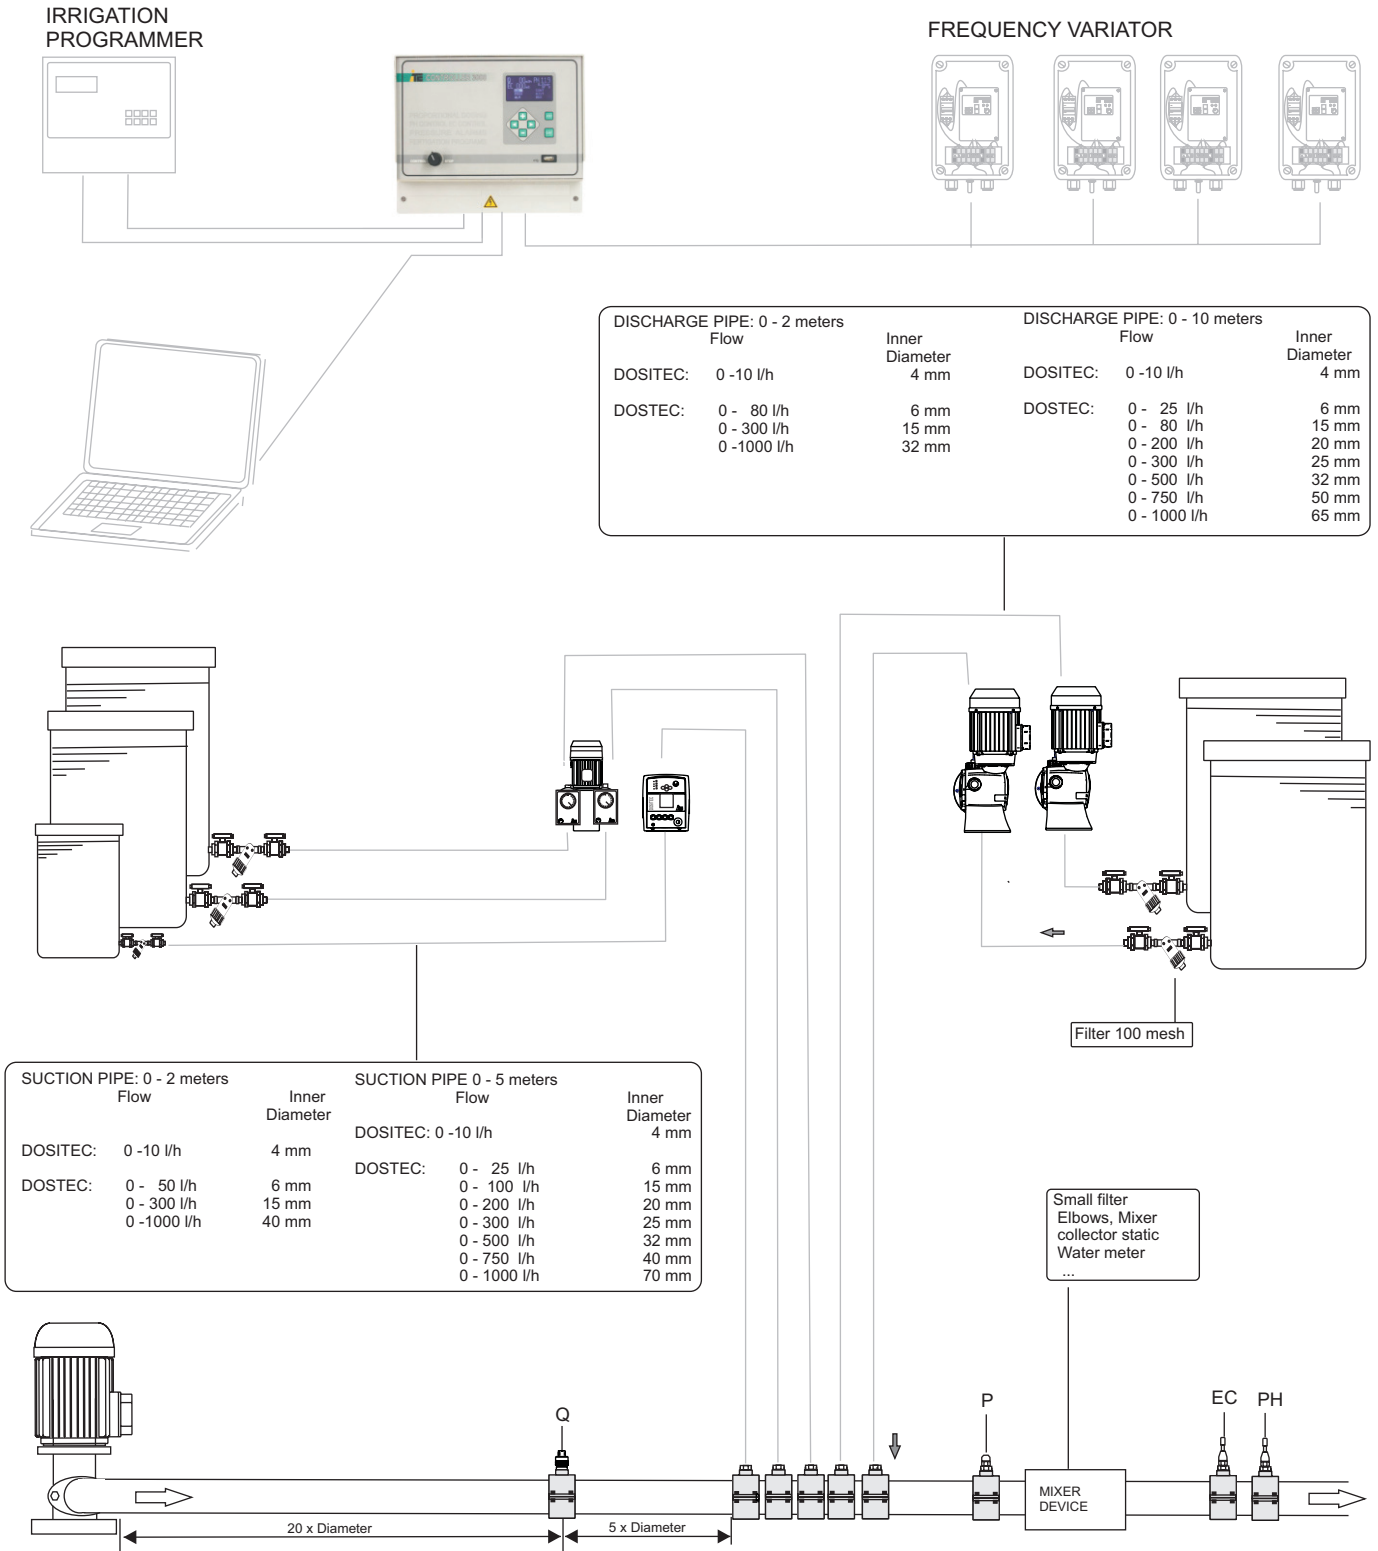 IRRIGATION
PROGRAMMER
FREQUENCY VARIATOR
3000
DISCHARGE PIPE: 0 - 2 meters
Flow Inner
Diameter
DOSITEC: 0 -10 l/h 4 mm
DOSTEC: 0 - 80 l/h 6 mm
0 - 300 l/h 15 mm
0 -1000 l/h 32 mm
DISCHARGE PIPE: 0 - 10 meters
Flow Inner
Diameter
DOSITEC: 0 -10 l/h 4 mm
DOSTEC: 0 - 25 l/h 6 mm
0 - 80 l/h 15 mm
0 - 200 l/h 20 mm
0 - 300 l/h 25 mm
0 - 500 l/h 32 mm
0 - 750 l/h 50 mm
0 - 1000 l/h 65 mm
Filter 100 mesh
SUCTION PIPE: 0 - 2 meters
Flow Inner
Diameter
DOSITEC: 0 -10 l/h 4 mm
DOSTEC: 0 - 50 l/h 6 mm
0 - 300 l/h 15 mm
0 -1000 l/h 40 mm
SUCTION PIPE 0 - 5 meters
Flow Inner
Diameter
DOSITEC: 0 -10 l/h 4 mm
DOSTEC: 0 - 25 l/h 6 mm
0 - 100 l/h 15 mm
0 - 200 l/h 20 mm
0 - 300 l/h 25 mm
0 - 500 l/h 32 mm
0 - 750 l/h 40 mm
0 - 1000 l/h 70 mm
Small filter
Elbows, Mixer
collector static
Water meter
...
Q
P
EC PH
MIXER
DEVICE
20 x Diameter
5 x Diameter